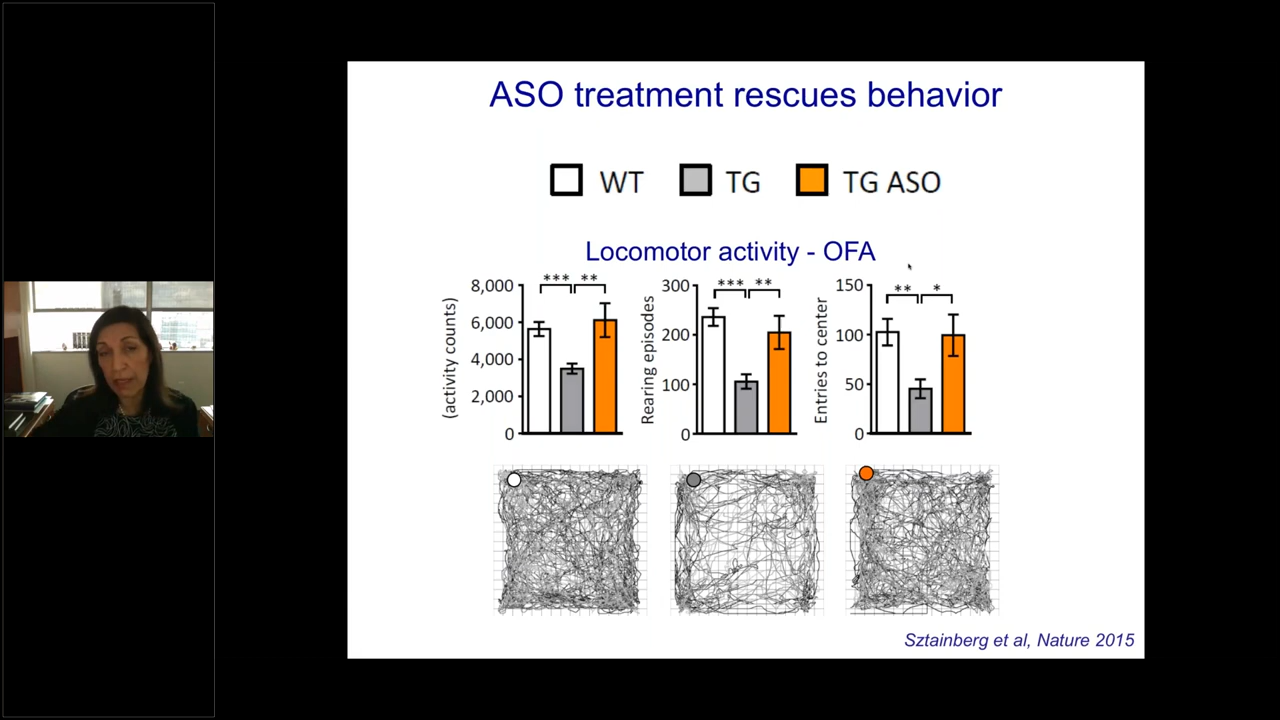 ASO treatment rescues behavior
WT TG TG ASO
Locomotor activity - OFA
(activity counts)
8,000
6,000
4,000
2,000
0
*** **
Rearing episodes
300
200
100
0
*** **
Entries to center
150
100
50
0
** *
Sztainberg et al, Nature 2015